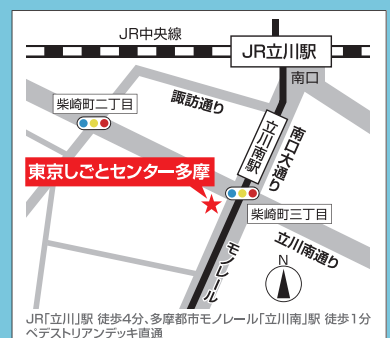 JR中央線
JR立川駅
南口
柴崎町二丁目
諏訪通り
立川南駅
南口大通り
東京しごとセンター多摩
柴崎町三丁目
立川南通り
モノレール
N
JR「立川」駅 徒歩4分、多摩都市モノレール「立川南」駅 徒歩1分
ペデストリアンデッキ直通